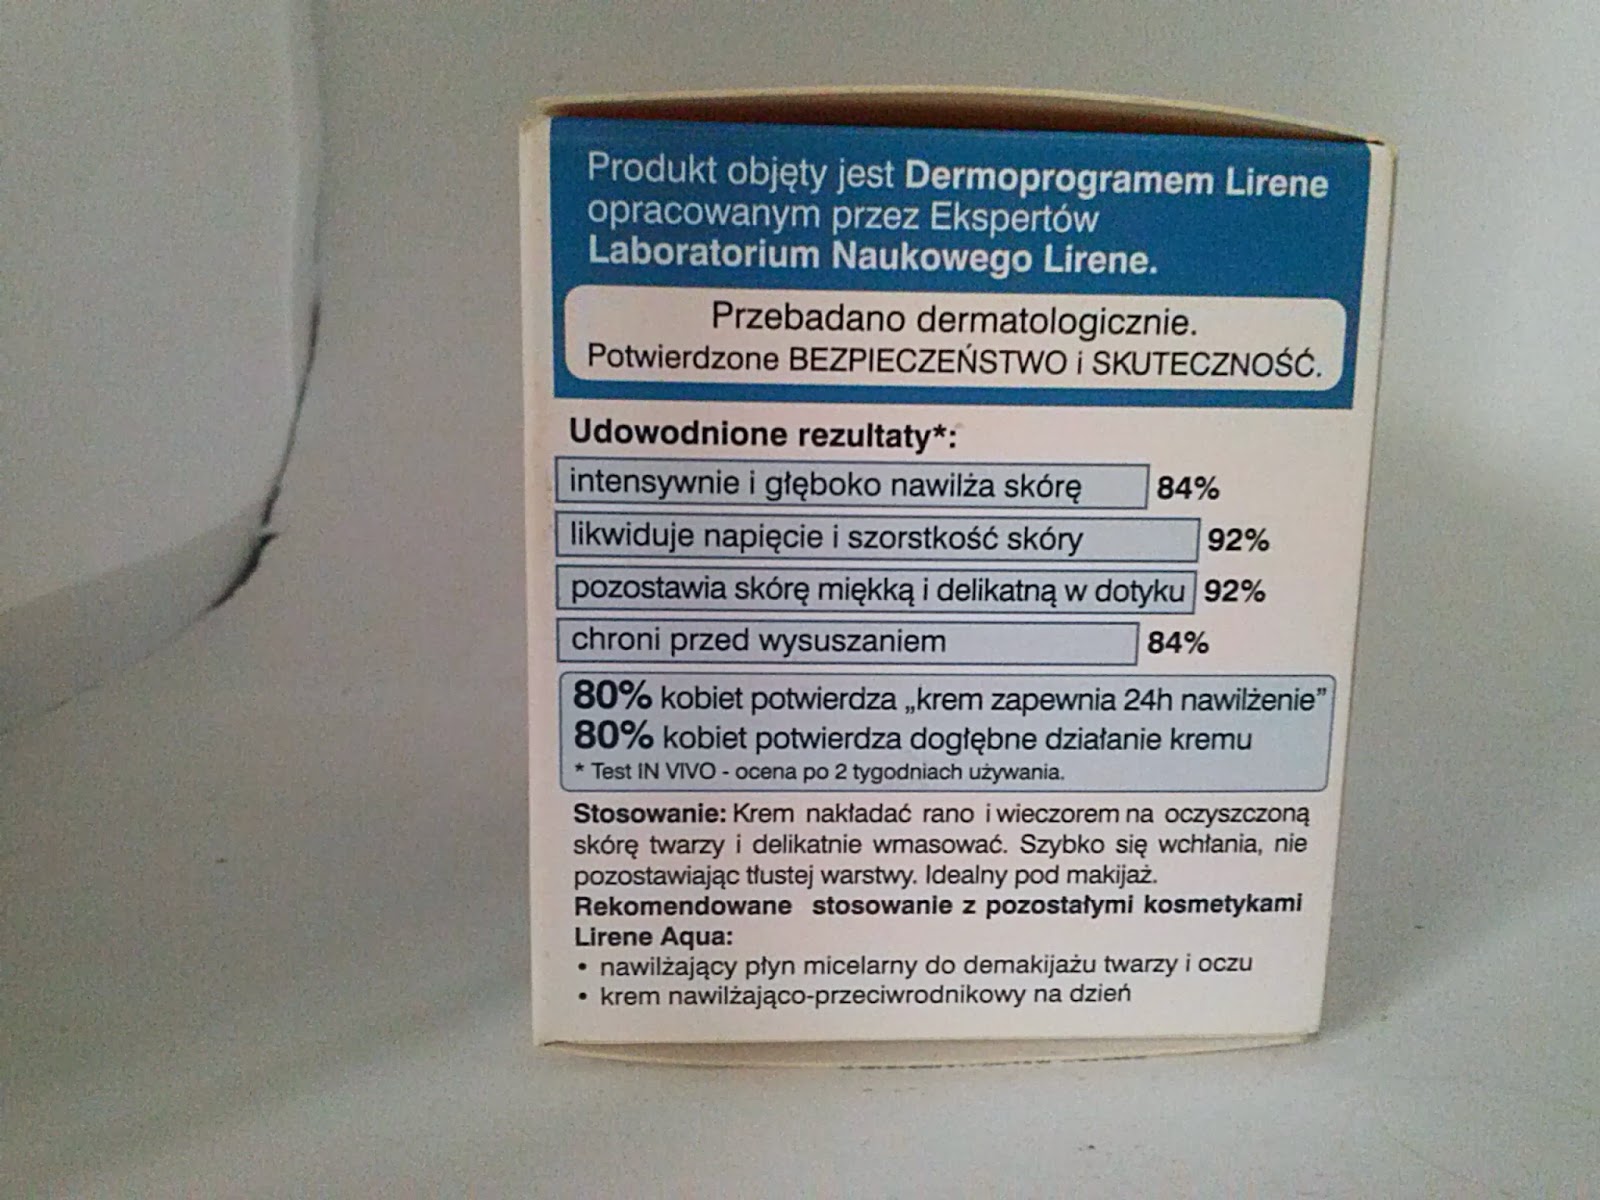 Produkt objęty jest Dermoprogramem Lirene
opracowanym przez Ekspertów
Laboratorium Naukowego Lirene.
Przebadano dermatologicznie.
Potwierdzone BEZPIECZEŃSTWO i SKUTECZNOŚĆ.
Udowodnione rezultaty*:
intensywnie i głęboko nawilża skórę 84%
likwiduje napięcie i szorstkość skóry 92%
pozostawia skórę miękką i delikatną w dotyku 92%
chroni przed wysuszaniem 84%
80% kobiet potwierdza „krem zapewnia 24h nawilżenie”
80% kobiet potwierdza dogłębne działanie kremu
* Test IN VIVO - ocena po 2 tygodniach używania.
Stosowanie: Krem nakładać rano i wieczorem na oczyszczoną
skórę twarzy i delikatnie wmasować. Szybko się wchłania, nie
pozostawiając tłustej warstwy. Idealny pod makijaż.
Rekomendowane stosowanie z pozostałymi kosmetykami
Lirene Aqua:
• nawilżający płyn micelarny do demakijażu twarzy i oczu
• krem nawilżająco-przeciwrodnikowy na dzień